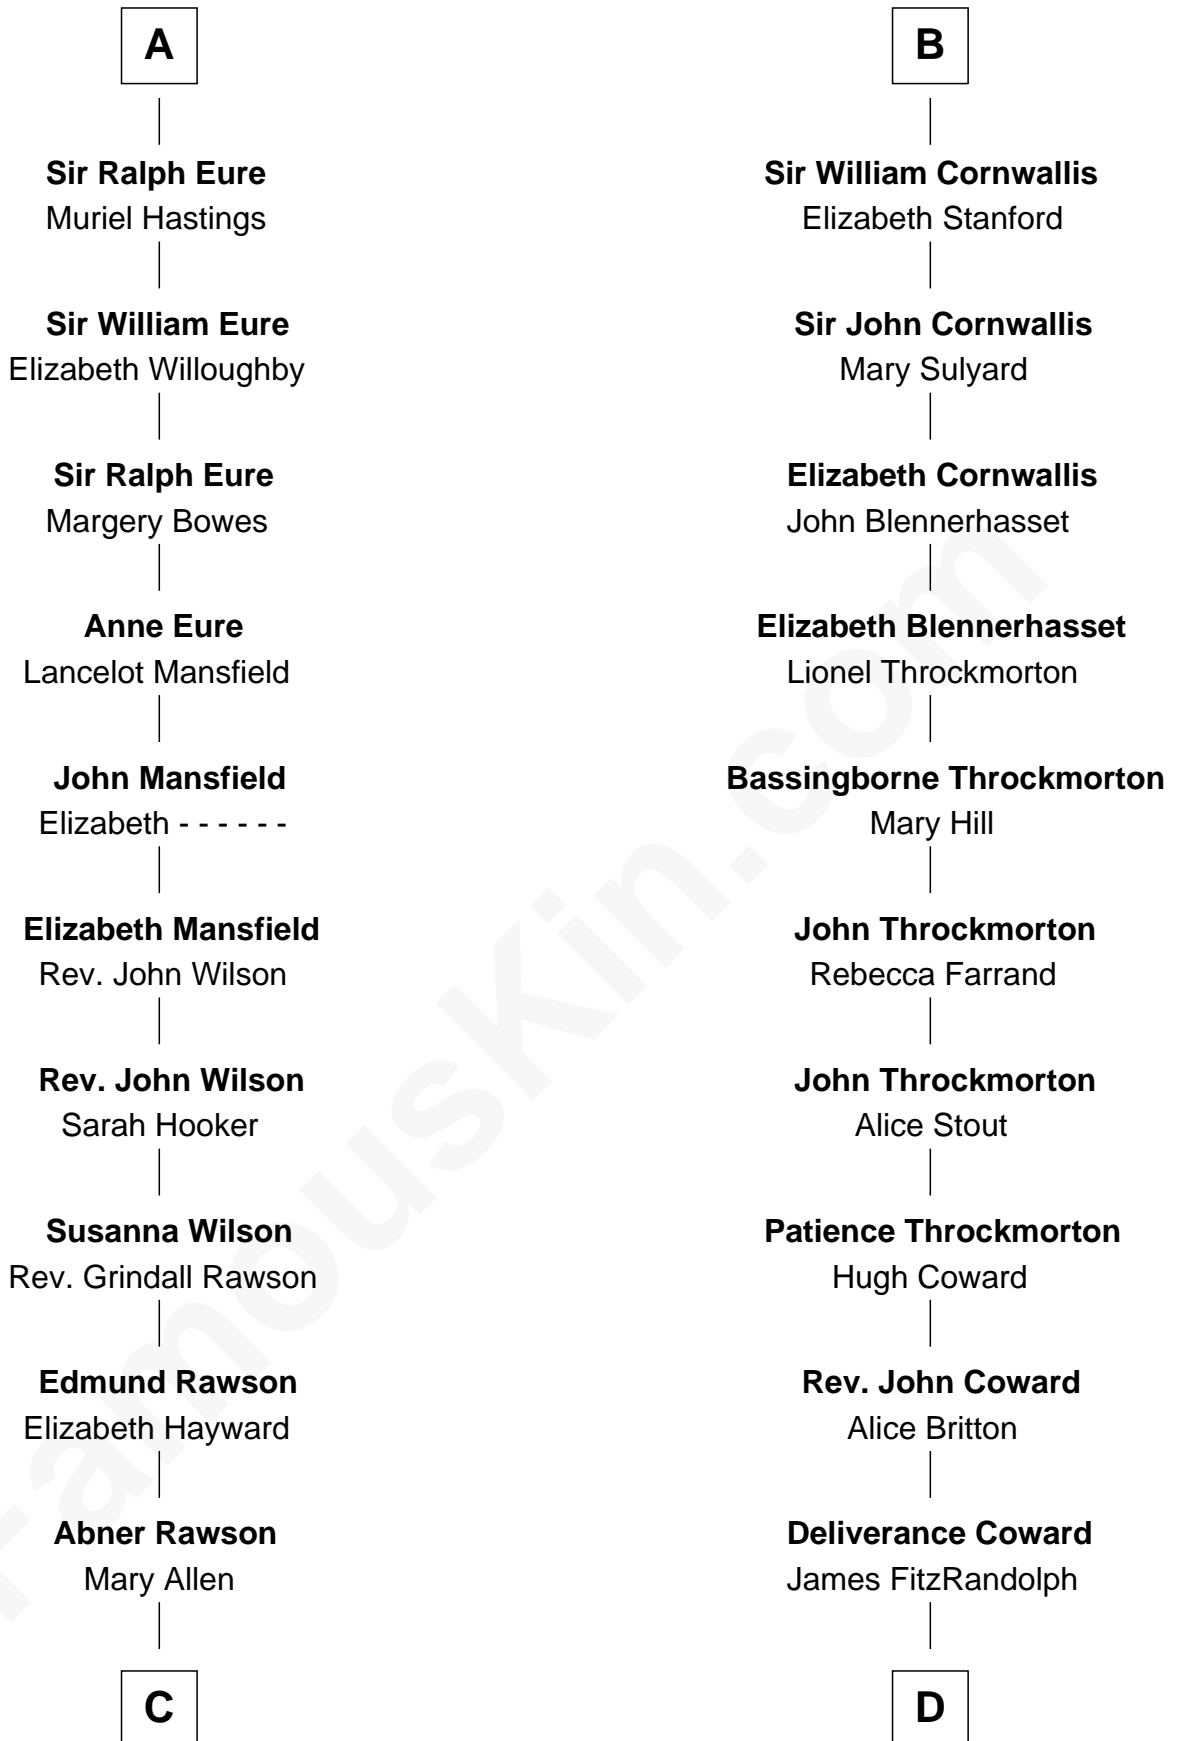 A
Sir Ralph Eure
Muriel Hastings
Sir William Eure
Elizabeth Willoughby
Sir Ralph Eure
Margery Bowes
Anne Eure
Lancelot Mansfield
John Mansfield
Elizabeth - - - - - -
Elizabeth Mansfield
Rev. John Wilson
Rev. John Wilson
Sarah Hooker
Susanna Wilson
Rev. Grindall Rawson
Edmund Rawson
Elizabeth Hayward
Abner Rawson
Mary Allen
C
B
Sir William Cornwallis
Elizabeth Stanford
Sir John Cornwallis
Mary Sulyard
Elizabeth Cornwallis
John Blennerhasset
Elizabeth Blennerhasset
Lionel Throckmorton
Bassingborne Throckmorton
Mary Hill
John Throckmorton
Rebecca Farrand
John Throckmorton
Alice Stout
Patience Throckmorton
Hugh Coward
Rev. John Coward
Alice Britton
Deliverance Coward
James FitzRandolph
D
FamousKin.com